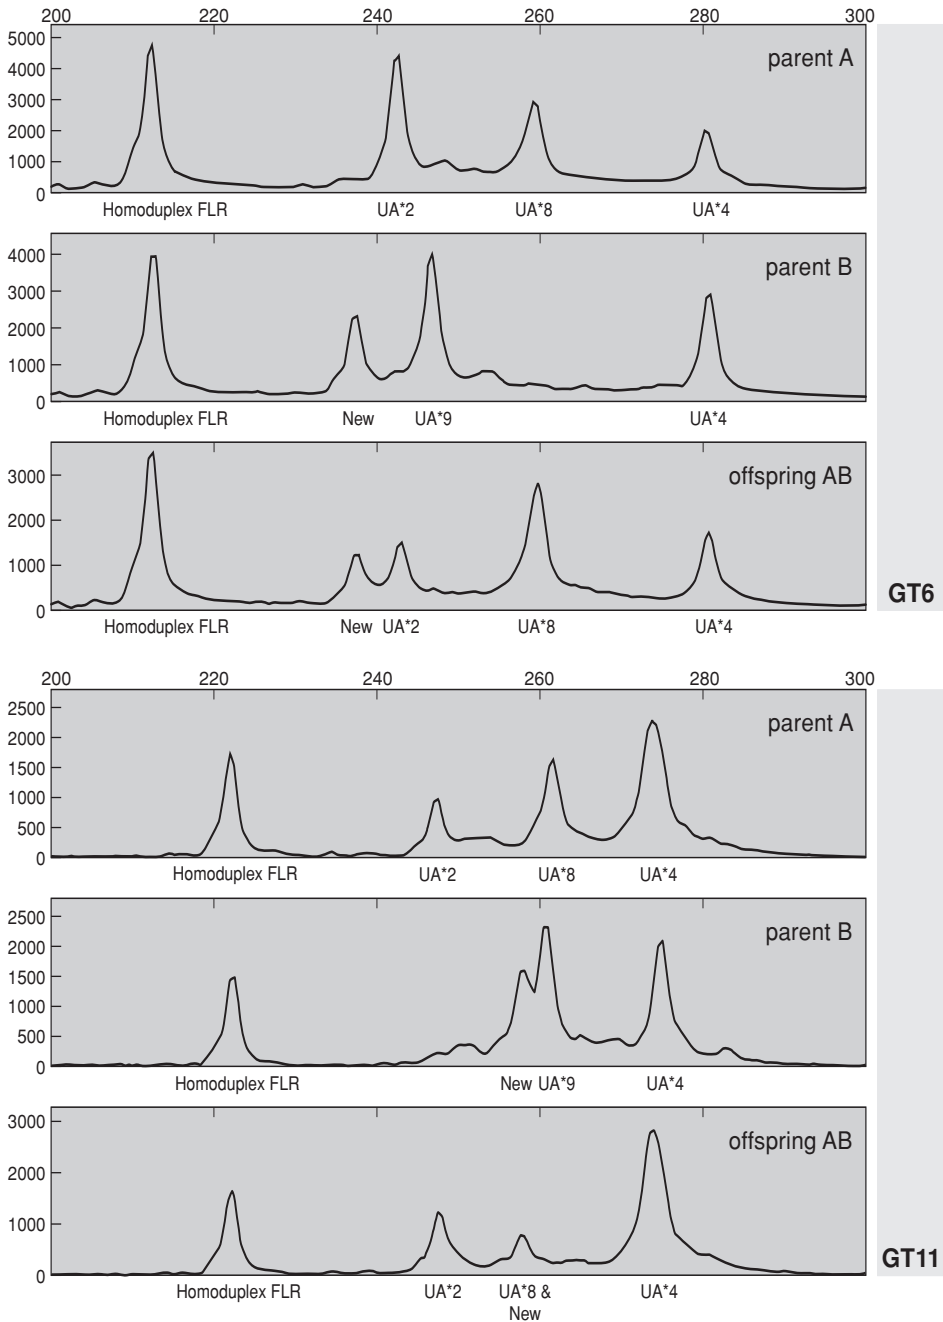 200 220 240 260 280 300
5000
4000
3000
2000
1000
0
parent A
Homoduplex FLR UA*2 UA*8 UA*4
4000
3000
2000
1000
0
parent B
Homoduplex FLR New UA*9 UA*4
3000
2000
1000
0
offspring AB
Homoduplex FLR New UA*2 UA*8 UA*4
GT6
200 220 240 260 280 300
2500
2000
1500
1000
500
0
parent A
Homoduplex FLR UA*2 UA*8 UA*4
2500
2000
1500
1000
500
0
parent B
Homoduplex FLR New UA*9 UA*4
3000
2000
1000
0
offspring AB
Homoduplex FLR UA*2 UA*8 & UA*4
New
GT11